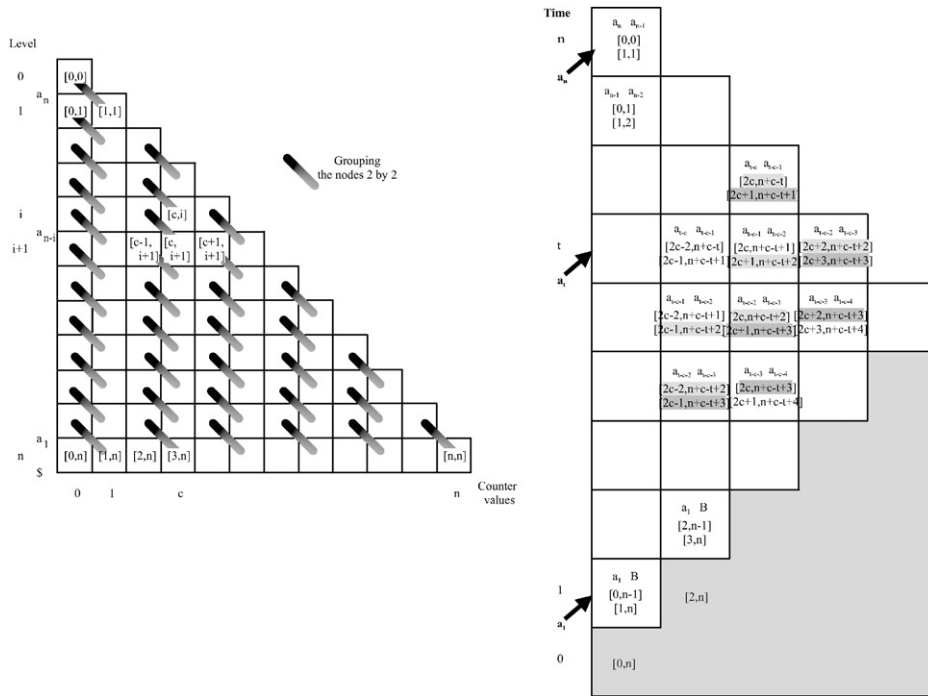 Level
0 [0,0]
a_n
1 [0,1] [1,1]
Grouping
the nodes 2 by 2
i [c,i]
a_{n-i}
i+1 [c-1, i+1] [c, i+1] [c+1, i+1]
a_1
n [0,n] [1,n] [2,n] [3,n] [n,n]
$
0 1 c n Counter
values
Time
n
a_n a_{n-1}
[0,0]
[1,1]
a_n
a_{n-1} a_{n-2}
[0,1]
[1,2]
a_{t-c} a_{t-c-1}
[2c,n+c-t]
[2c+1,n+c-t+1]
t
a_{t-c} a_{t-c-1} a_{t-c-1} a_{t-c-2} a_{t-c-2} a_{t-c-3}
[2c-2,n+c-t] [2c,n+c-t+1] [2c+2,n+c-t+2]
[2c-1,n+c-t+1] [2c+1,n+c-t+2] [2c+3,n+c-t+3]
a_{t-c-1} a_{t-c-2} a_{t-c-2} a_{t-c-3} a_{t-c-3} a_{t-c-4}
[2c-2,n+c-t+1] [2c,n+c-t+2] [2c+2,n+c-t+3]
[2c-1,n+c-t+2] [2c+1,n+c-t+3] [2c+3,n+c-t+4]
a_{t-c-2} a_{t-c-3} a_{t-c-3} a_{t-c-4}
[2c-2,n+c-t+2] [2c,n+c-t+3]
[2c-1,n+c-t+3] [2c+1,n+c-t+4]
a_1 B
[2,n-1]
[3,n]
1
a_1 B
[0,n-1]
[1,n]
[2,n]
a_1
0 [0,n]